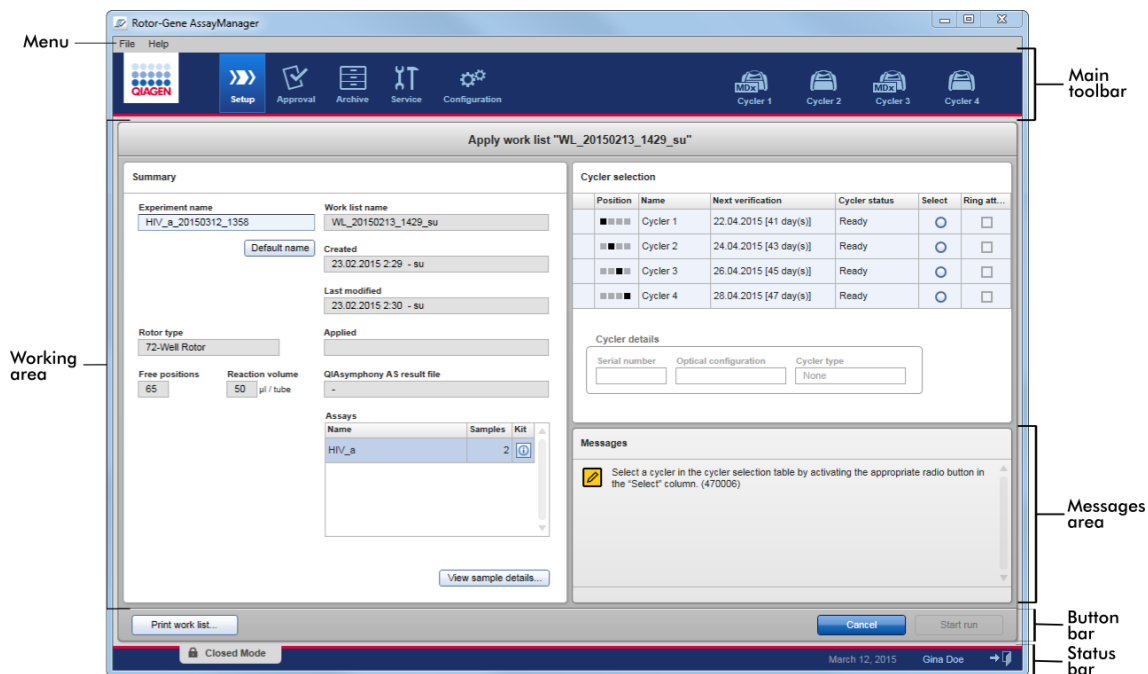 Rotor-Gene AssayManager
Menu
File Help
QIAGEN
Setup Approval Archive Service Configuration
MDx MDx
Cycler 1 Cycler 2 Cycler 3 Cycler 4
Main
toolbar
Apply work list "WL_20150213_1429_su"
Working
area
Summary
Experiment name Work list name
HIV_a_20150312_1358 WL_20150213_1429_su
Default name
Created
23.02.2015 2:29 - su
Last modified
23.02.2015 2:30 - su
Rotor type Applied
72-Well Rotor
Free positions Reaction volume QIAsymphony AS result file
65 50 µl / tube -
Assays
Name Samples Kit
HIV_a 2
View sample details...
Cycler selection
Position Name Next verification Cycler status Select Ring att...
Cycler 1 22.04.2015 [41 day(s)] Ready
Cycler 2 24.04.2015 [43 day(s)] Ready
Cycler 3 26.04.2015 [45 day(s)] Ready
Cycler 4 28.04.2015 [47 day(s)] Ready
Cycler details
Serial number Optical configuration Cycler type
None
Messages
Select a cycler in the cycler selection table by activating the appropriate radio button in
the "Select" column. (470006)
Messages
area
Print work list... Cancel Start run
Button
bar
Closed Mode March 12, 2015 Gina Doe
Status
bar